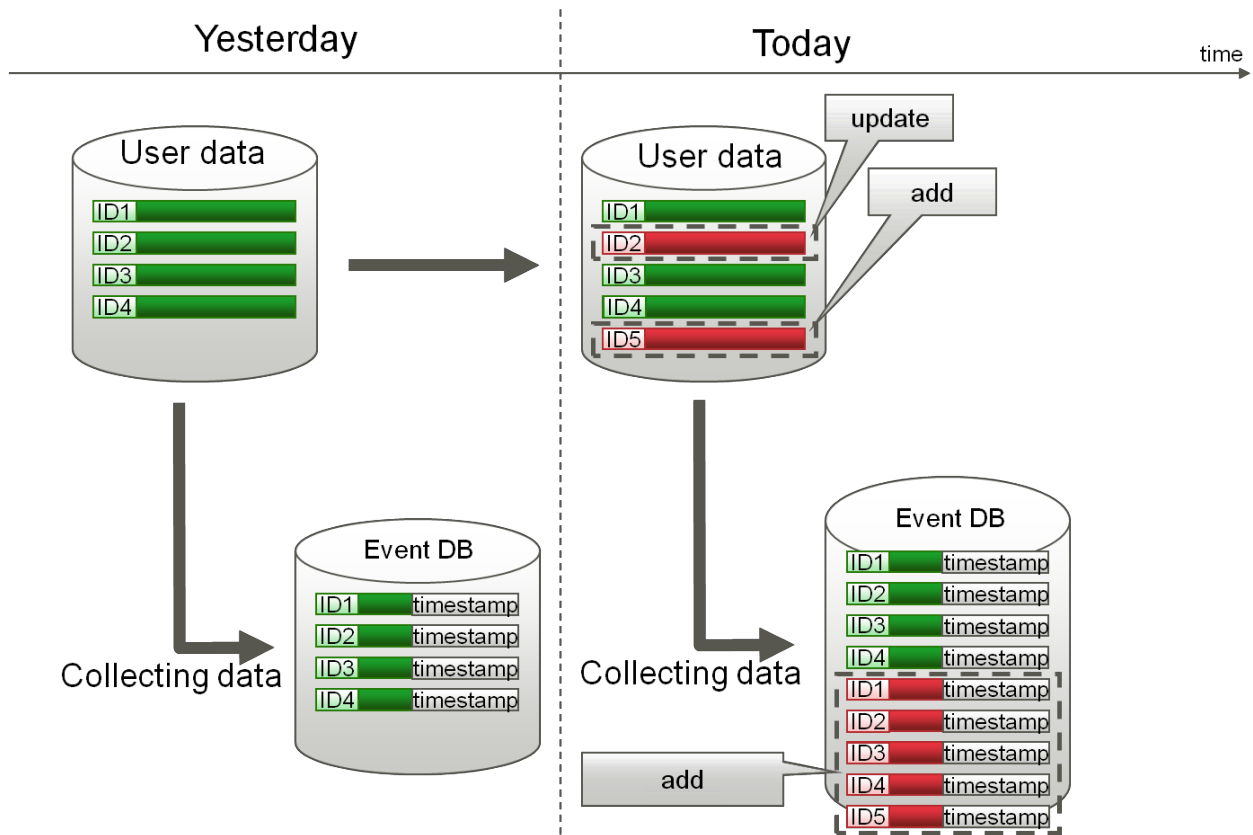 Yesterday
Today
time
User data
ID1
ID2
ID3
ID4
User data
ID1
ID2
ID3
ID4
ID5
update
add
Collecting data
Event DB
ID1 timestamp
ID2 timestamp
ID3 timestamp
ID4 timestamp
Collecting data
Event DB
ID1 timestamp
ID2 timestamp
ID3 timestamp
ID4 timestamp
ID1 timestamp
ID2 timestamp
ID3 timestamp
ID4 timestamp
ID5 timestamp
add